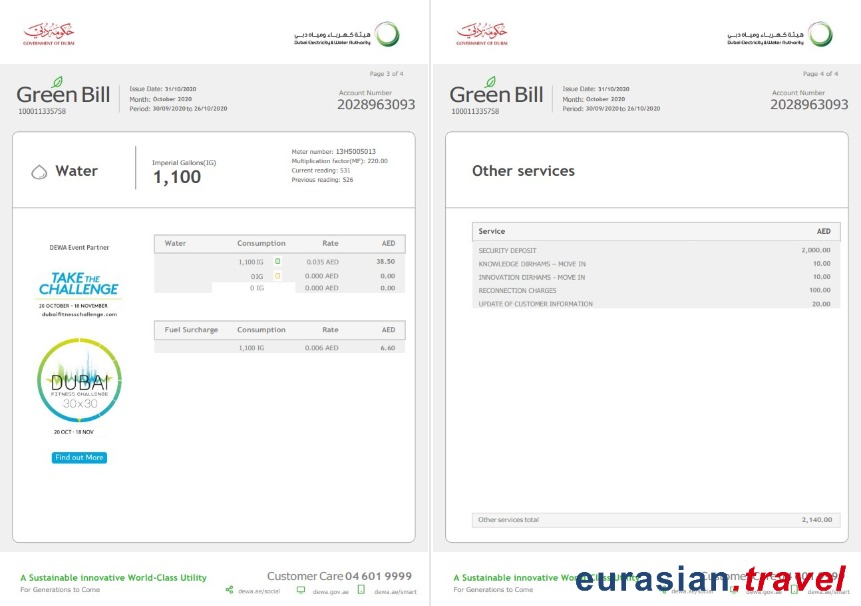 حكومة دبي
GOVERNMENT OF DUBAI
هيئة كهرباء ومياه دبي
Dubai Electricity & Water Authority
Page 3 of 4
Green Bill
100011335758
Issue Date: 31/10/2020
Month: October 2020
Period: 30/09/2020 to 26/10/2020
Account Number
2028963093
Water
Imperial Gallons(IG)
1,100
Meter number: 13H5005013
Multiplication factor(MF): 220.00
Current reading: 531
Previous reading: 526
DEWA Event Partner
TAKE THE
CHALLENGE
20 OCTOBER - 18 NOVEMBER
dubaifitnesschallenge.com
DUBAI
FITNESS CHALLENGE
30x30
20 OCT - 18 NOV
Find out More
Water Consumption Rate AED
1,100 IG 0.035 AED 38.50
0IG 0.000 AED 0.00
0 IG 0.000 AED 0.00
Fuel Surcharge Consumption Rate AED
1,100 IG 0.006 AED 6.60
A Sustainable innovative World-Class Utility
For Generations to Come
Customer Care 04 601 9999
dewa.ae/social dewa.gov.ae dewa.ae/smart
حكومة دبي
GOVERNMENT OF DUBAI
هيئة كهرباء ومياه دبي
Dubai Electricity & Water Authority
Page 4 of 4
Green Bill
100011335758
Issue Date: 31/10/2020
Month: October 2020
Period: 30/09/2020 to 26/10/2020
Account Number
2028963093
Other services
Service AED
SECURITY DEPOSIT 2,000.00
KNOWLEDGE DIRHAMS – MOVE IN 10.00
INNOVATION DIRHAMS - MOVE IN 10.00
RECONNECTION CHARGES 100.00
UPDATE OF CUSTOMER INFORMATION 20.00
Other services total 2,140.00
A Sustainable innovative World-Class Utility
For Generations to Come
Customer Care 04 601 9999
dewa.ae/social dewa.gov.ae dewa.ae/smart
eurasian.travel